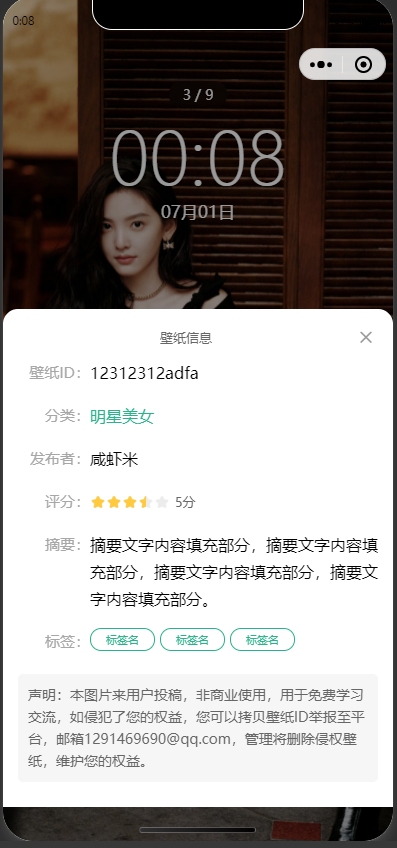 0:08
3 / 9
00:08
07月01日
壁纸信息
壁纸ID：12312312adfa
分类：明星美女
发布者：咸虾米
评分：5分
摘要：摘要文字内容填充部分，摘要文字内容填
充部分，摘要文字内容填充部分，摘要文
字内容填充部分。
标签：标签名 标签名 标签名
声明：本图片来用户投稿，非商业使用，用于免费学习
交流，如侵犯了您的权益，您可以拷贝壁纸ID举报至平
台，邮箱1291469690@qq.com，管理将删除侵权壁
纸，维护您的权益。